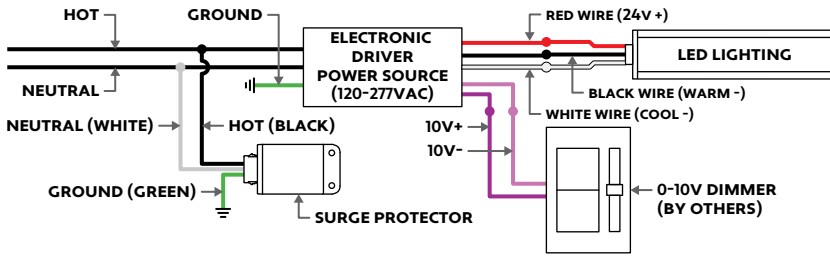 HOT
GROUND
ELECTRONIC
DRIVER
POWER SOURCE
(120-277VAC)
RED WIRE (24V +)
LED LIGHTING
NEUTRAL
BLACK WIRE (WARM -)
WHITE WIRE (COOL -)
NEUTRAL (WHITE)
HOT (BLACK)
10V+
10V-
GROUND (GREEN)
SURGE PROTECTOR
0-10V DIMMER
(BY OTHERS)